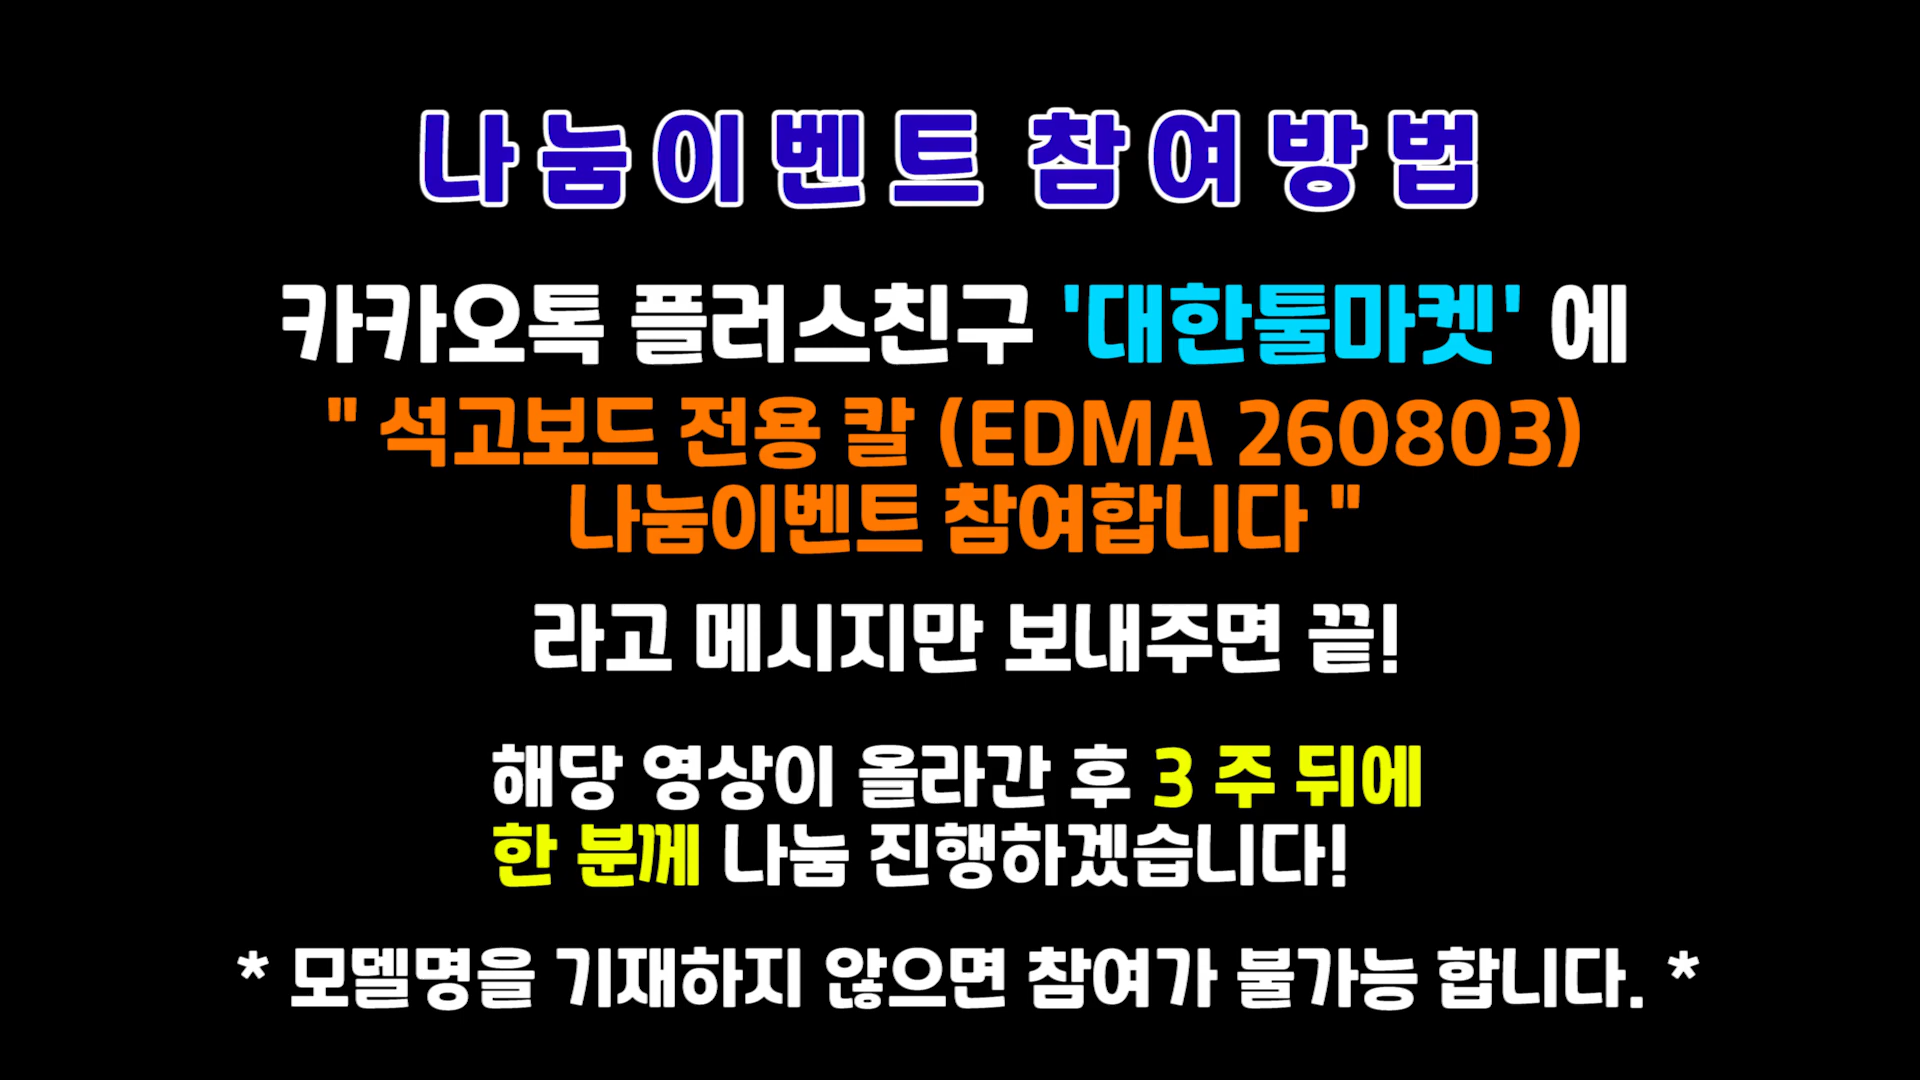 나눔이벤트 참여방법
카카오톡 플러스친구 '대한툴마켓' 에
" 석고보드 전용 칼 (EDMA 260803)
나눔이벤트 참여합니다 "
라고 메시지만 보내주면 끝!
해당 영상이 올라간 후 3 주 뒤에
한 분께 나눔 진행하겠습니다!
* 모델명을 기재하지 않으면 참여가 불가능 합니다. *